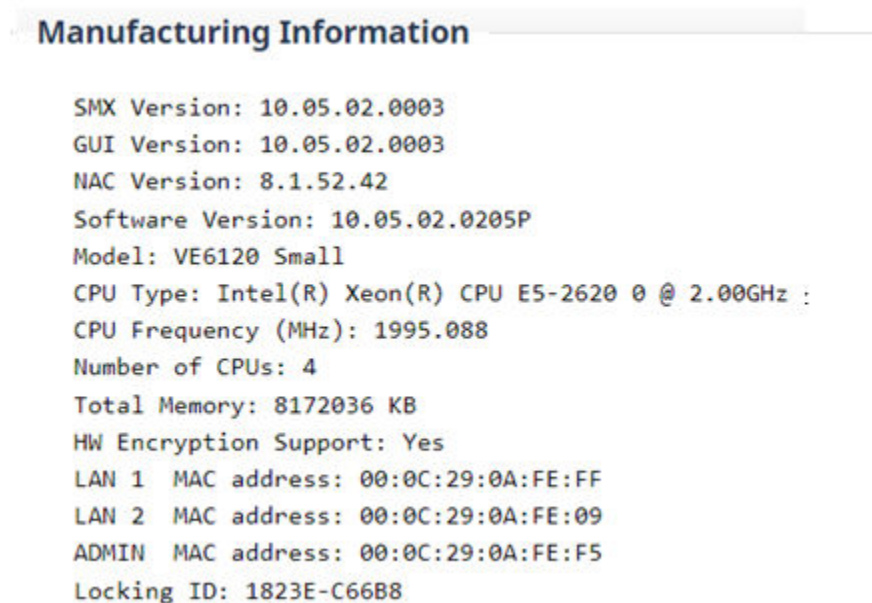 Manufacturing Information
SMX Version: 10.05.02.0003
GUI Version: 10.05.02.0003
NAC Version: 8.1.52.42
Software Version: 10.05.02.0205P
Model: VE6120 Small
CPU Type: Intel(R) Xeon(R) CPU E5-2620 0 @ 2.00GHz :
CPU Frequency (MHz): 1995.088
Number of CPUs: 4
Total Memory: 8172036 KB
HW Encryption Support: Yes
LAN 1  MAC address: 00:0C:29:0A:FE:FF
LAN 2  MAC address: 00:0C:29:0A:FE:09
ADMIN  MAC address: 00:0C:29:0A:FE:F5
Locking ID: 1823E-C66B8